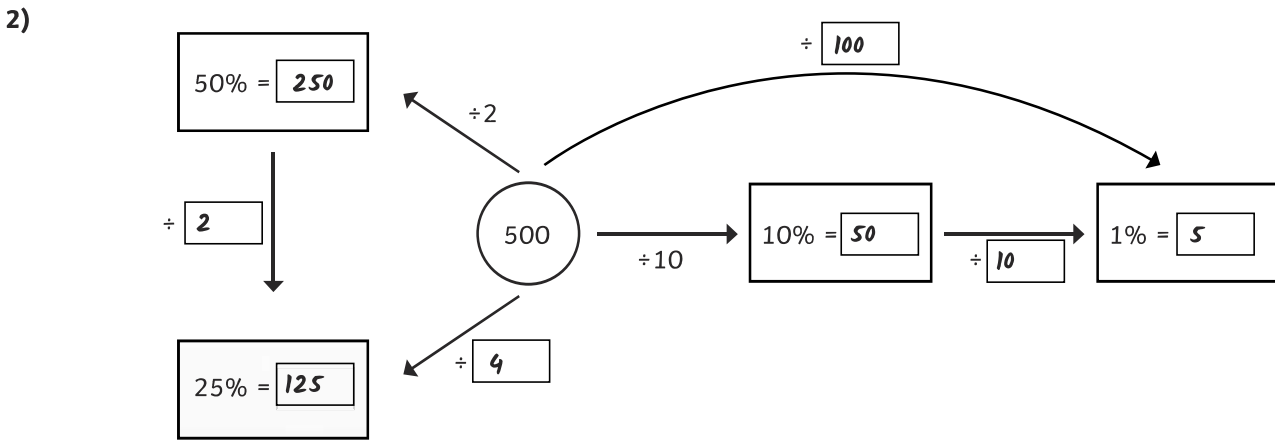 2)
÷ 100
50% = 250
÷2
÷ 2
500
÷10
10% = 50
÷ 10
1% = 5
÷ 4
25% = 125